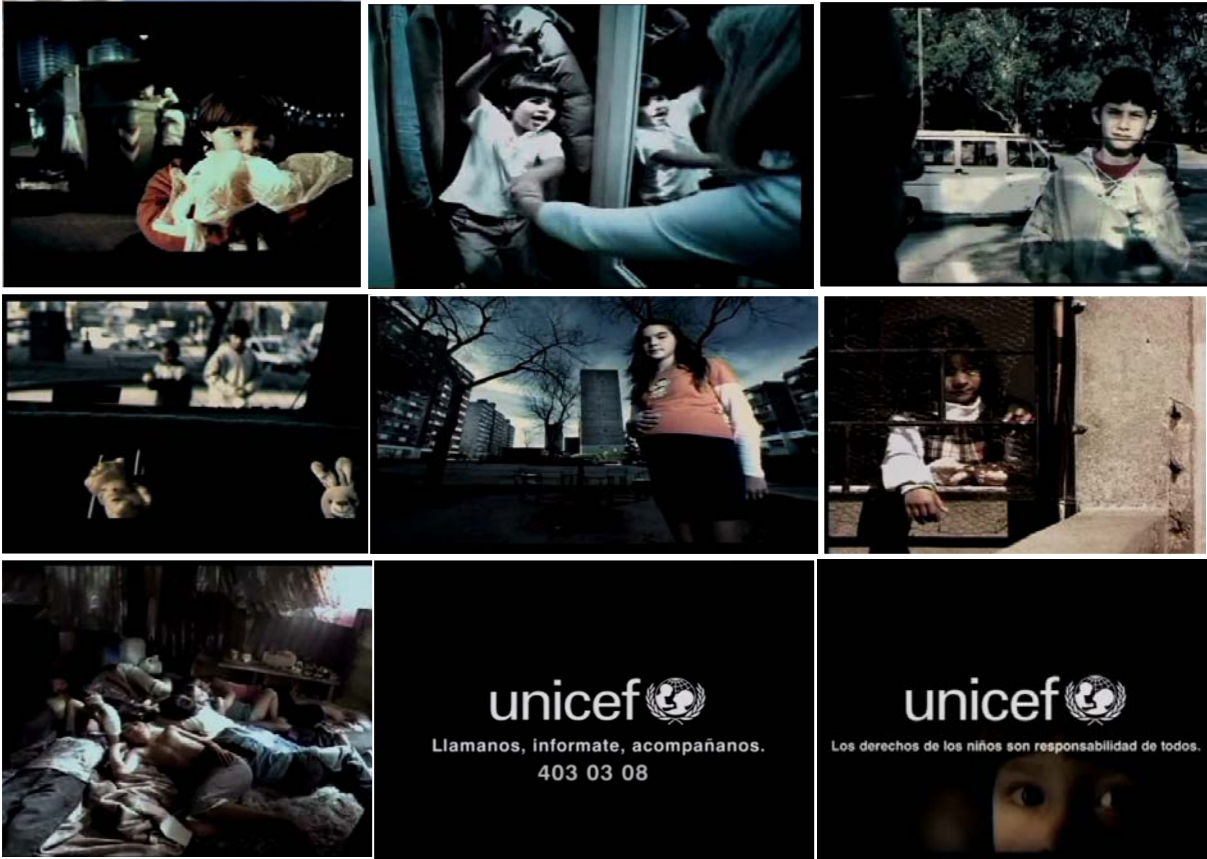 unicef
Llamanos, informate, acompañanos.
403 03 08
unicef
Los derechos de los niños son responsabilidad de todos.